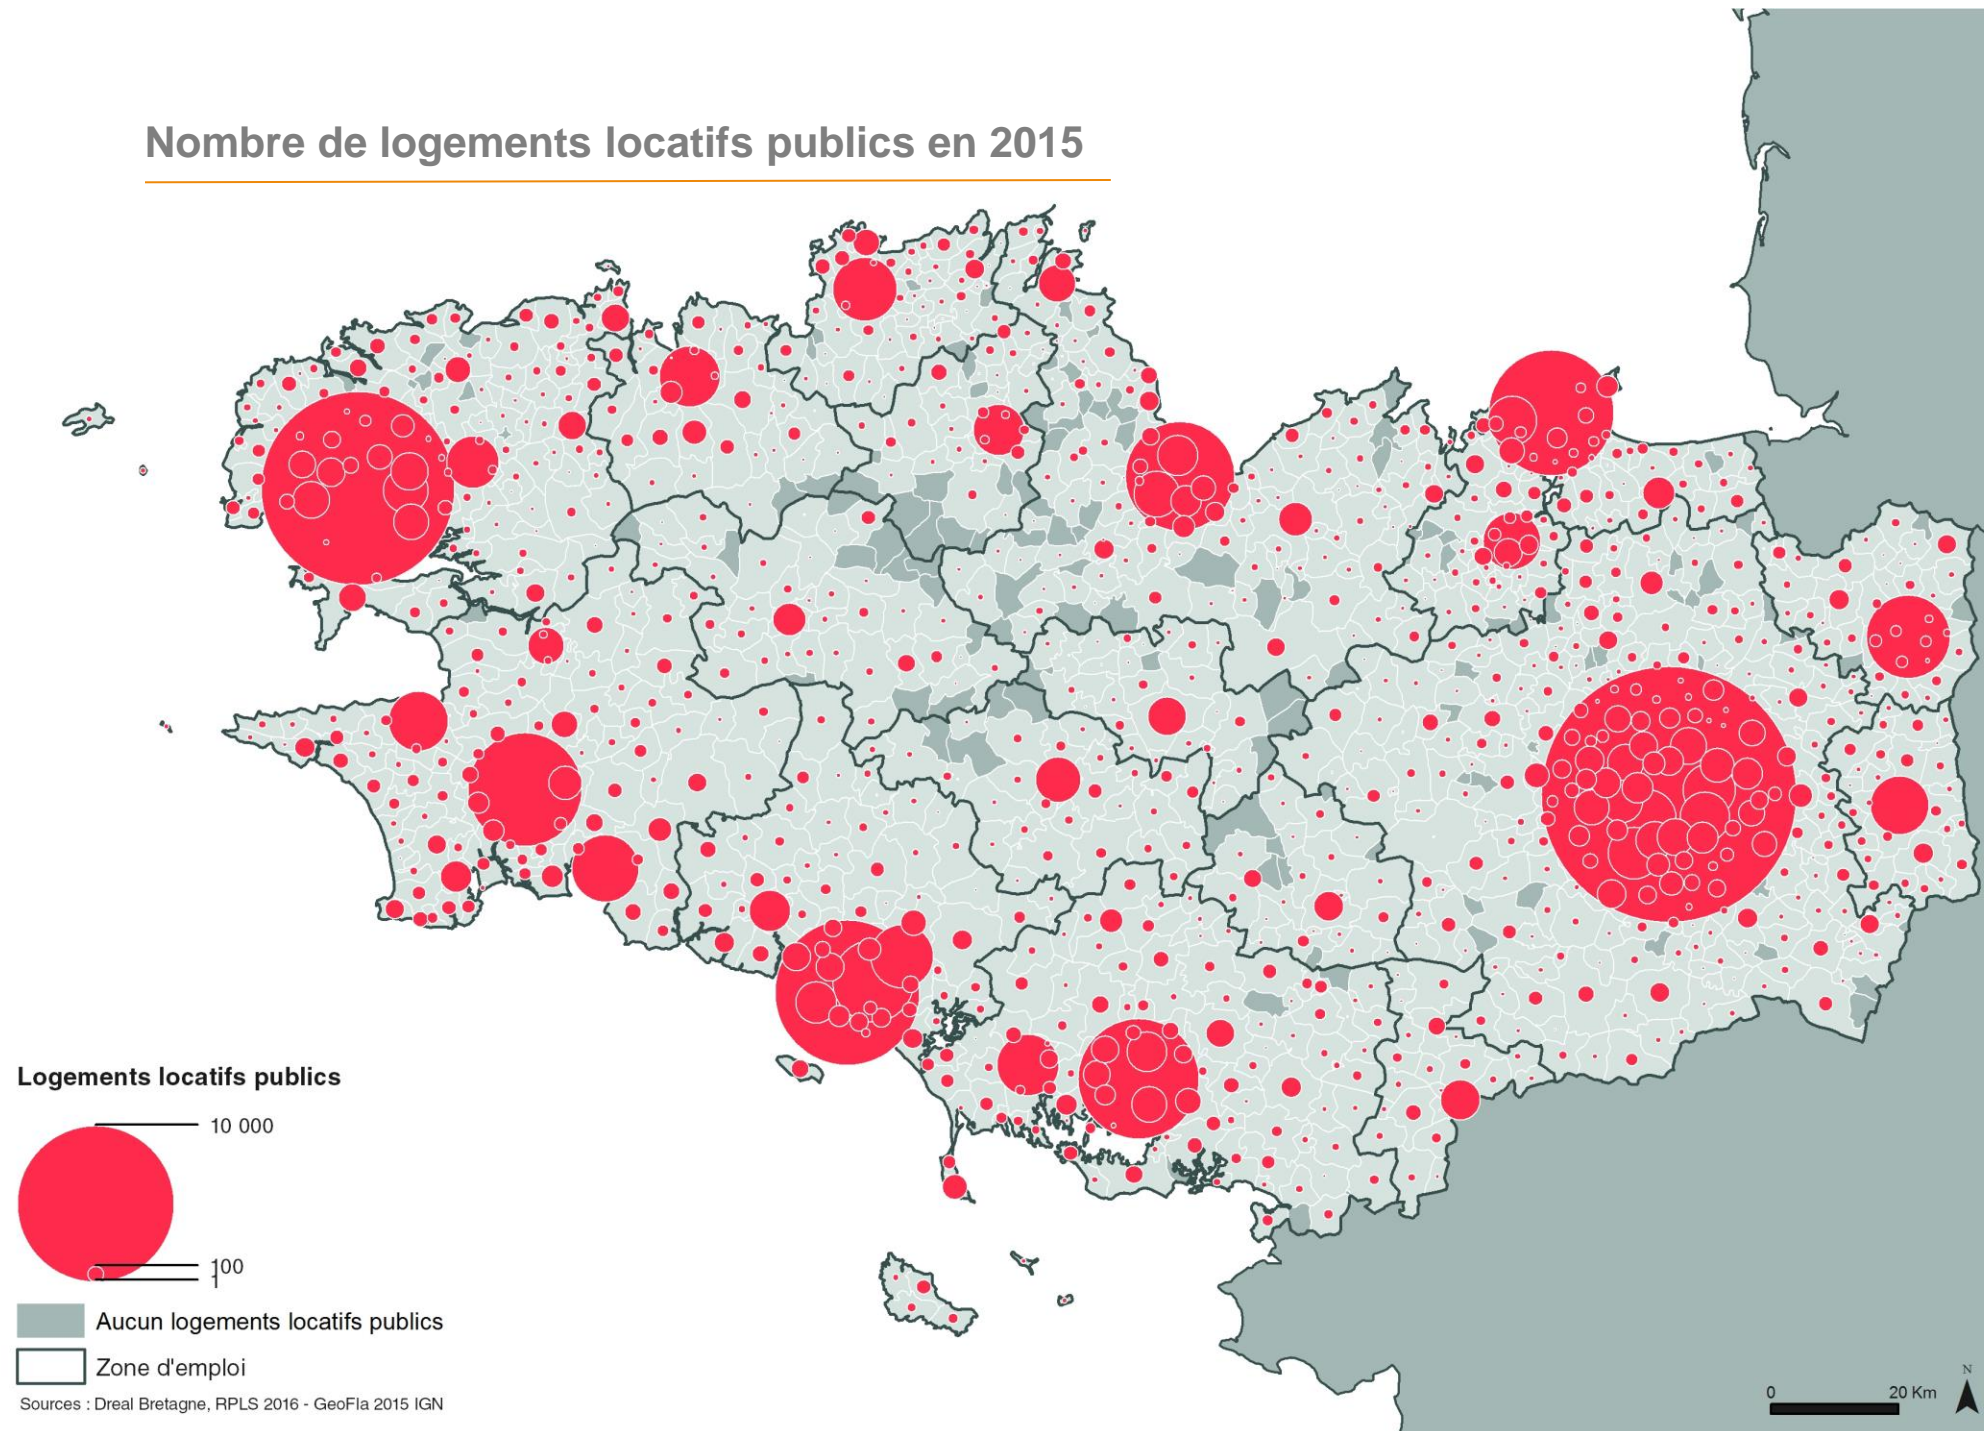 Nombre de logements locatifs publics en 2015
Logements locatifs publics
10 000
100
1
Aucun logements locatifs publics
Zone d'emploi
Sources : Dreal Bretagne, RPLS 2016 - GeoFla 2015 IGN
0 20 Km
N